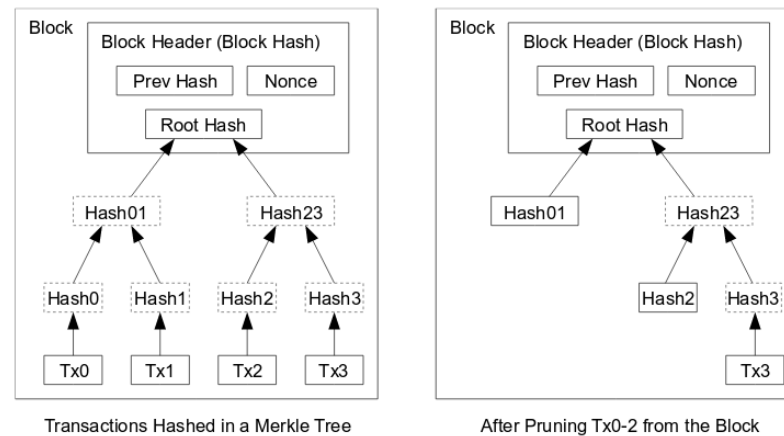 Block
Block Header (Block Hash)
Prev Hash
Nonce
Root Hash
Hash01
Hash23
Hash0
Hash1
Hash2
Hash3
Tx0
Tx1
Tx2
Tx3
Transactions Hashed in a Merkle Tree
Block
Block Header (Block Hash)
Prev Hash
Nonce
Root Hash
Hash01
Hash23
Hash2
Hash3
Tx3
After Pruning Tx0-2 from the Block